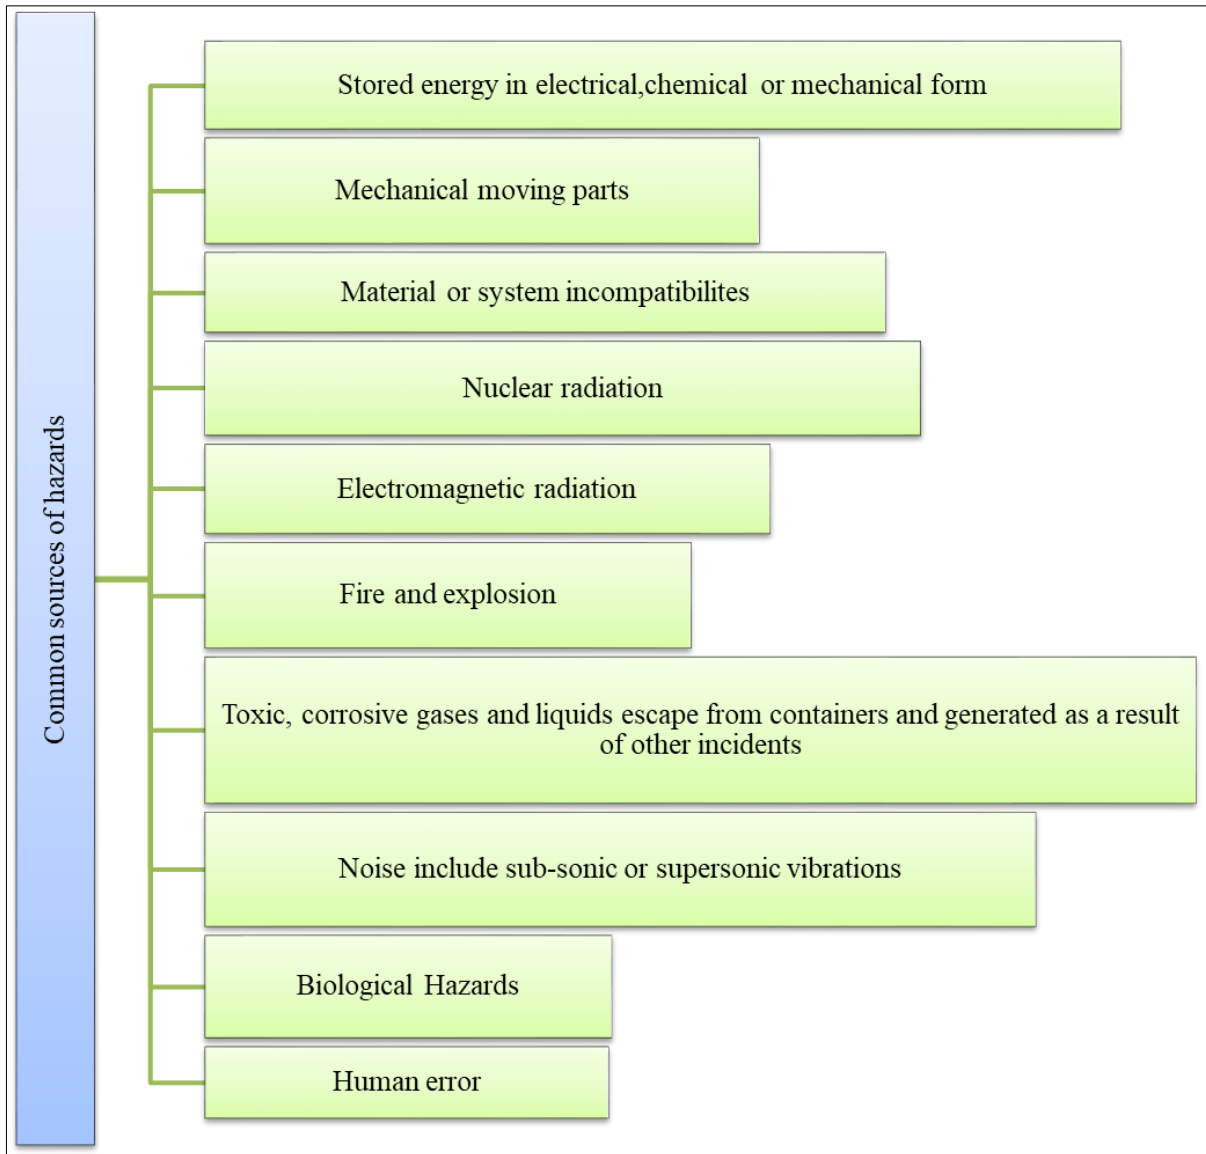 Common sources of hazards
Stored energy in electrical,chemical or mechanical form
Mechanical moving parts
Material or system incompatibilites
Nuclear radiation
Electromagnetic radiation
Fire and explosion
Toxic, corrosive gases and liquids escape from containers and generated as a result
of other incidents
Noise include sub-sonic or supersonic vibrations
Biological Hazards
Human error